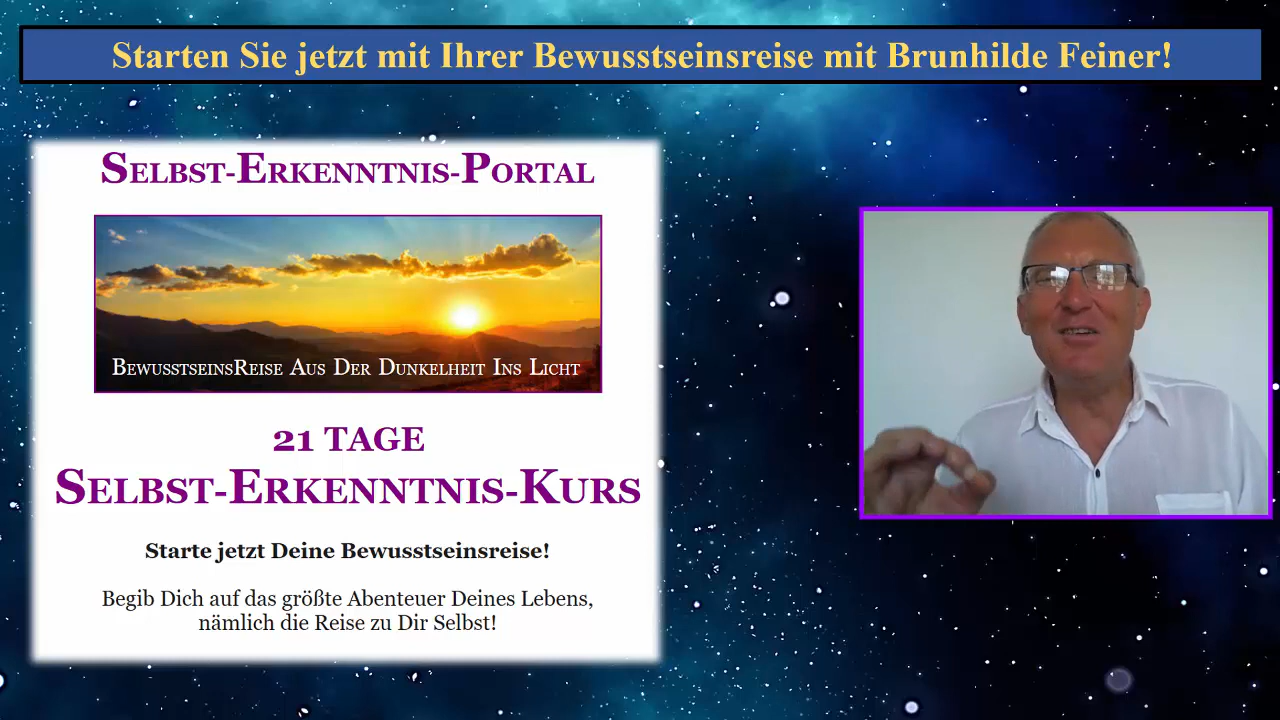 Starten Sie jetzt mit Ihrer Bewusstseinsreise mit Brunhilde Feiner!
Selbst-Erkenntnis-Portal
BewusstseinsReise Aus Der Dunkelheit Ins Licht
21 TAGE
Selbst-Erkenntnis-Kurs
Starte jetzt Deine Bewusstseinsreise!
Begib Dich auf das größte Abenteuer Deines Lebens,
nämlich die Reise zu Dir Selbst!